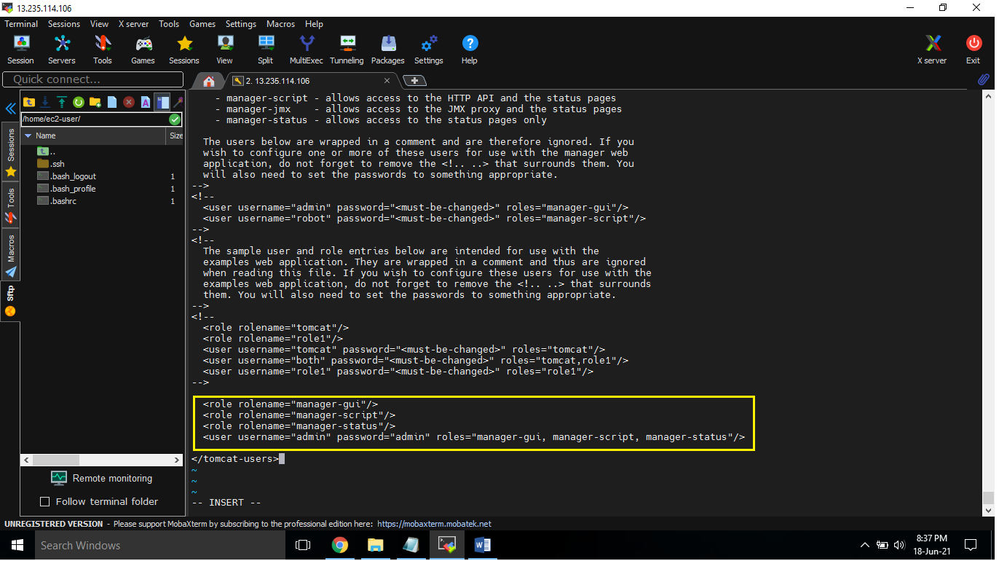 13.235.114.106
Terminal Sessions View X server Tools Games Settings Macros Help
Session Servers Tools Games Sessions View Split MultiExec Tunneling Packages Settings Help X server Exit
Quick connect...
2. 13.235.114.106
/home/ec2-user/
Name Size
..
.ssh
.bash_logout 1
.bash_profile 1
.bashrc 1
Sessions
Tools
Macros
Sftp
Remote monitoring
Follow terminal folder
- manager-script - allows access to the HTTP API and the status pages
- manager-jmx    - allows access to the JMX proxy and the status pages
- manager-status - allows access to the status pages only
The users below are wrapped in a comment and are therefore ignored. If you
wish to configure one or more of these users for use with the manager web
application, do not forget to remove the <!.. ..> that surrounds them. You
will also need to set the passwords to something appropriate.
-->
<!--
<user username="admin" password="<must-be-changed>" roles="manager-gui"/>
<user username="robot" password="<must-be-changed>" roles="manager-script"/>
-->
<!--
The sample user and role entries below are intended for use with the
examples web application. They are wrapped in a comment and thus are ignored
when reading this file. If you wish to configure these users for use with the
examples web application, do not forget to remove the <!.. ..> that surrounds
them. You will also need to set the passwords to something appropriate.
-->
<!--
<role rolename="tomcat"/>
<role rolename="role1"/>
<user username="tomcat" password="<must-be-changed>" roles="tomcat"/>
<user username="both" password="<must-be-changed>" roles="tomcat,role1"/>
<user username="role1" password="<must-be-changed>" roles="role1"/>
-->
<role rolename="manager-gui"/>
<role rolename="manager-script"/>
<role rolename="manager-status"/>
<user username="admin" password="admin" roles="manager-gui, manager-script, manager-status"/>
</tomcat-users>
~
~
~
-- INSERT --
UNREGISTERED VERSION - Please support MobaXterm by subscribing to the professional edition here: https://mobaxterm.mobatek.net
Search Windows
8:37 PM
18-Jun-21